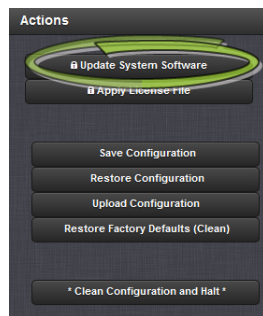 Actions
Update System Software
Apply License File
Save Configuration
Restore Configuration
Upload Configuration
Restore Factory Defaults (Clean)
* Clean Configuration and Halt *